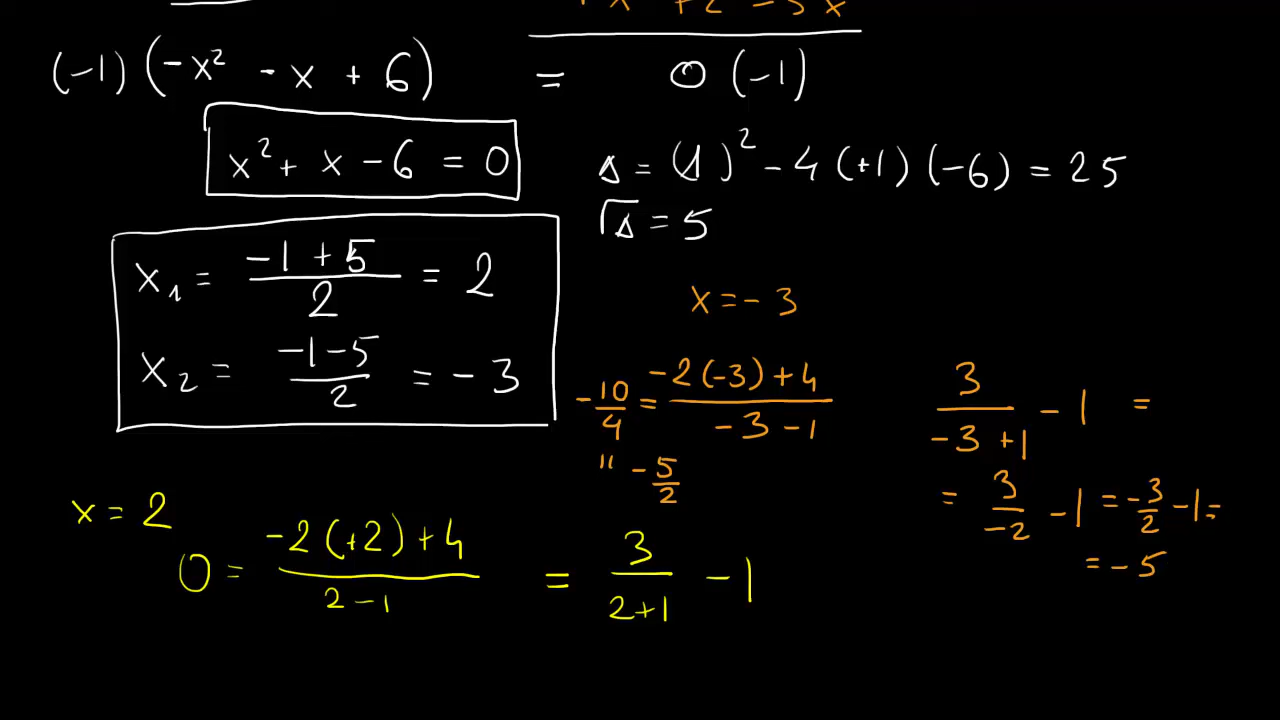 +x +2 -3x
(-1) (-x² - x + 6) = 0 (-1)
x² + x - 6 = 0
Δ = (1)² - 4 (+1) (-6) = 25
√Δ = 5
x₁ = (-1 + 5)/2 = 2
x₂ = (-1-5)/2 = - 3
x = - 3
-10/4 = (-2(-3) + 4)/(-3 - 1)
" -5/2
3/(-3 + 1) - 1 =
= 3/-2 - 1 = -3/2 - 1 =
= - 5
x = 2
0 = (-2 (+2) + 4)/(2 - 1) = 3/(2+1) - 1